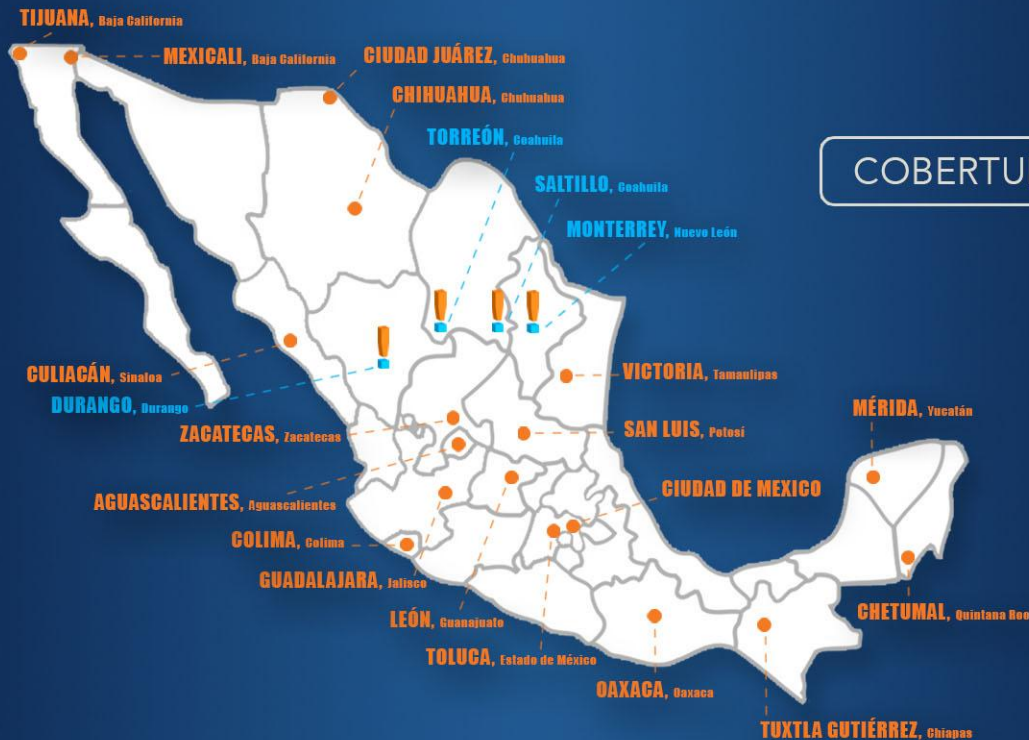 TIJUANA, Baja California
MEXICALI, Baja California
CIUDAD JUÁREZ, Chuhuahua
CHIHUAHUA, Chuhuahua
TORREÓN, Coahuila
COBERTU
SALTILLO, Coahuila
MONTERREY, Nuevo León
CULIACÁN, Sinaloa
VICTORIA, Tamaulipas
DURANGO, Durango
MÉRIDA, Yucatán
ZACATECAS, Zacatecas
SAN LUIS, Potosí
CIUDAD DE MEXICO
AGUASCALIENTES, Aguascalientes
COLIMA, Colima
GUADALAJARA, Jalisco
LEÓN, Guanajuato
CHETUMAL, Quintana Roo
TOLUCA, Estado de México
OAXACA, Oaxaca
TUXTLA GUTIÉRREZ, Chiapas